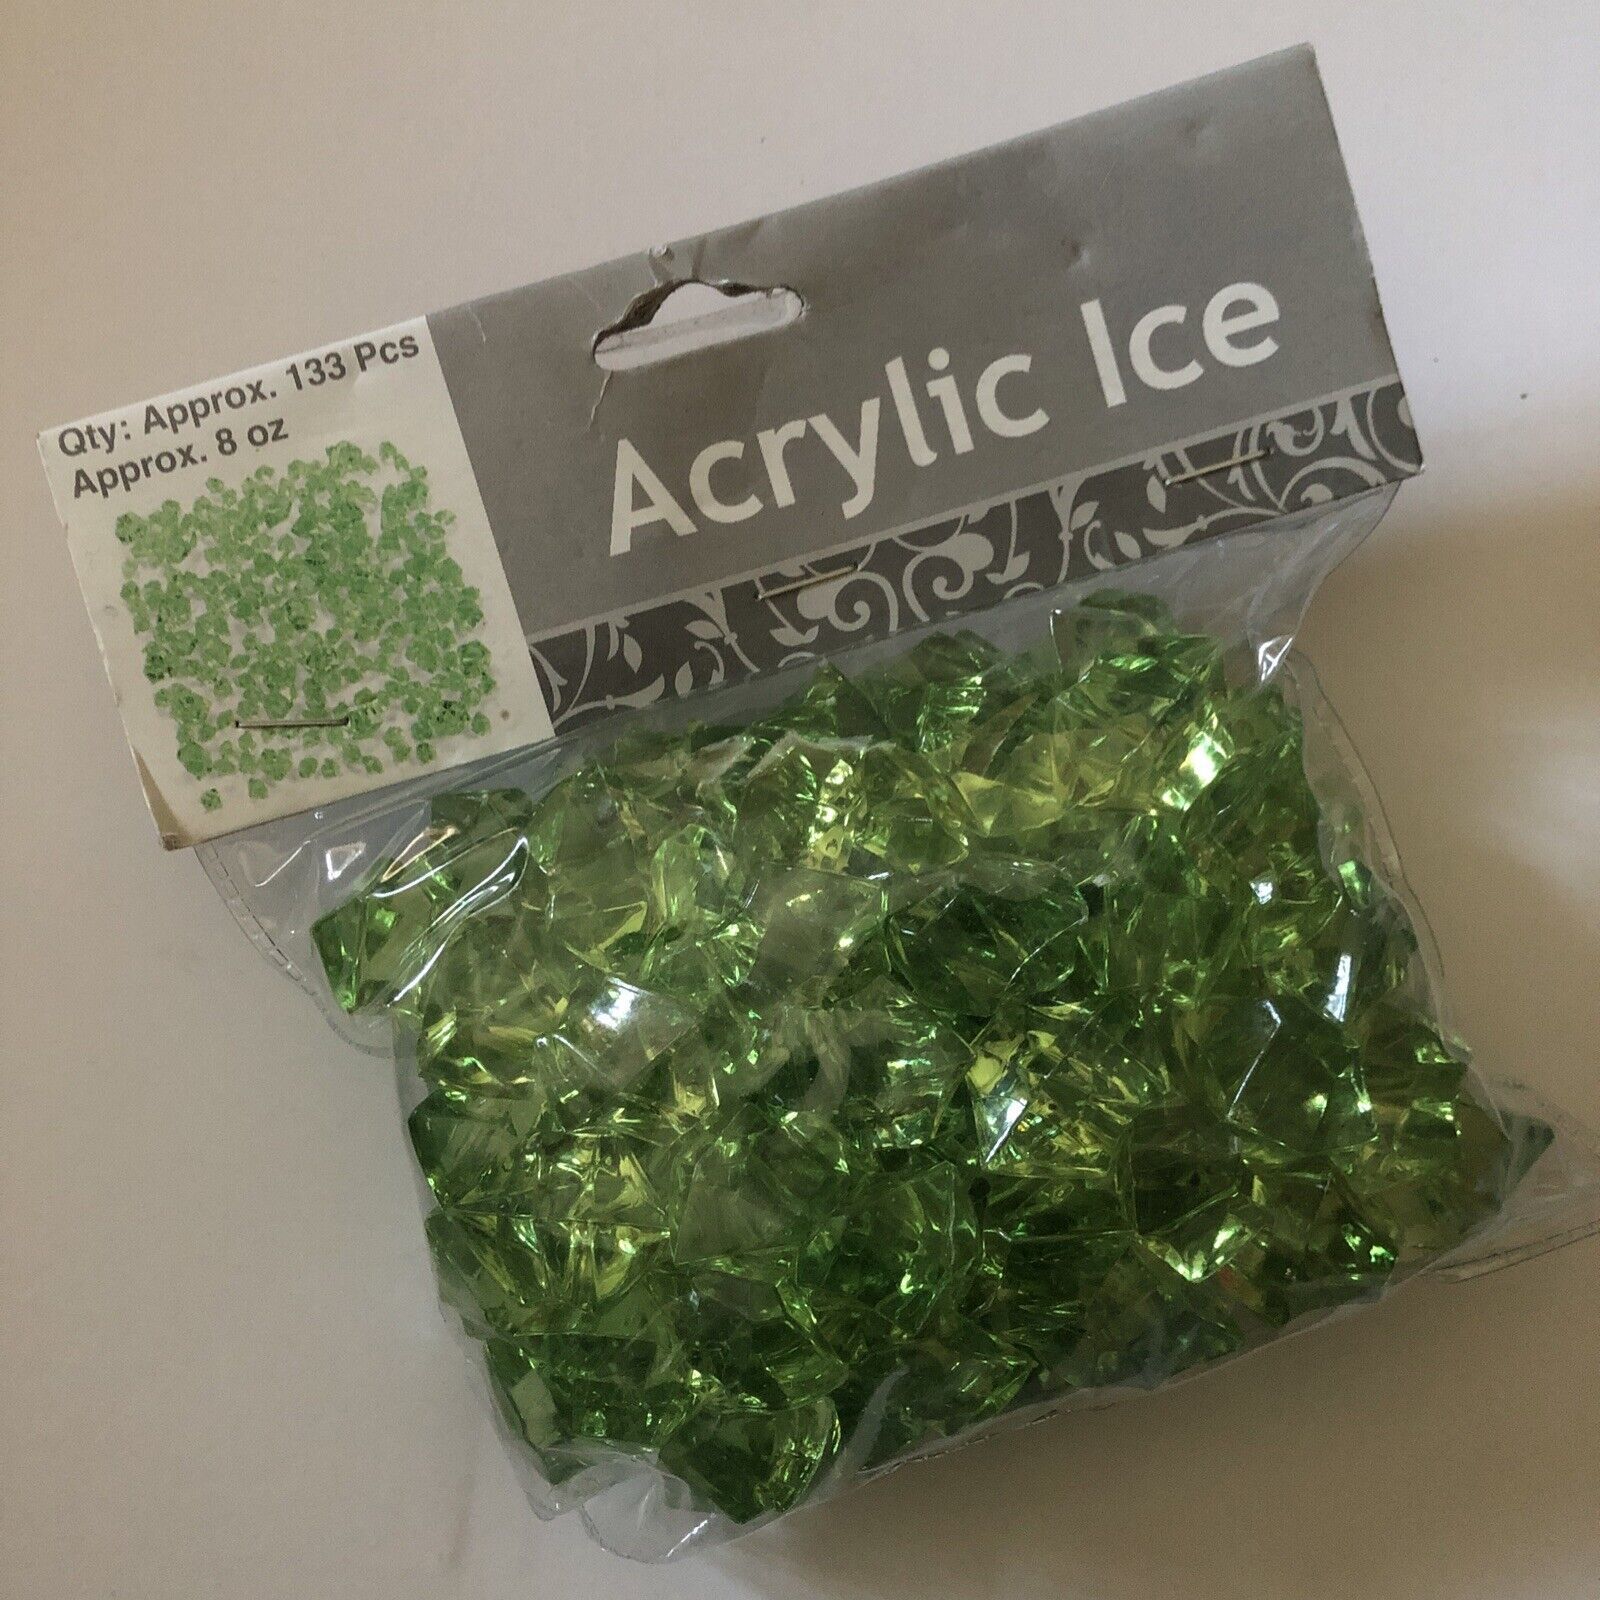 Qty: Approx. 133 Pcs
Approx. 8 oz
Acrylic Ice